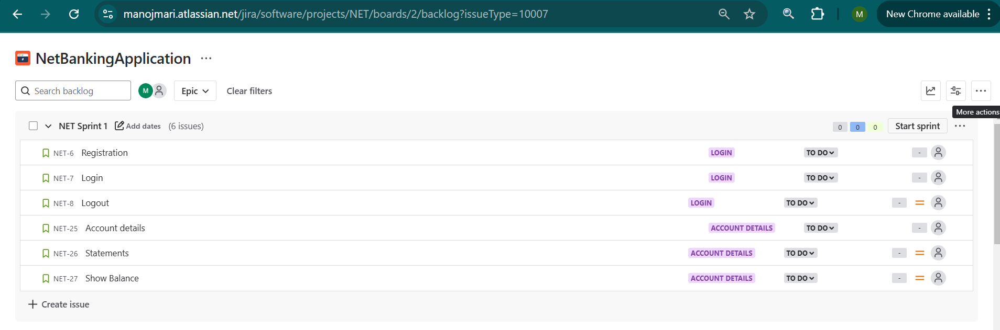 manojmari.atlassian.net/jira/software/projects/NET/boards/2/backlog?issueType=10007
M
New Chrome available
NetBankingApplication
Search backlog
M
Epic
Clear filters
More actions
NET Sprint 1 Add dates (6 issues)
0 0 0 Start sprint
NET-6 Registration LOGIN TO DO -
NET-7 Login LOGIN TO DO -
NET-8 Logout LOGIN TO DO -
NET-25 Account details ACCOUNT DETAILS TO DO -
NET-26 Statements ACCOUNT DETAILS TO DO -
NET-27 Show Balance ACCOUNT DETAILS TO DO -
Create issue